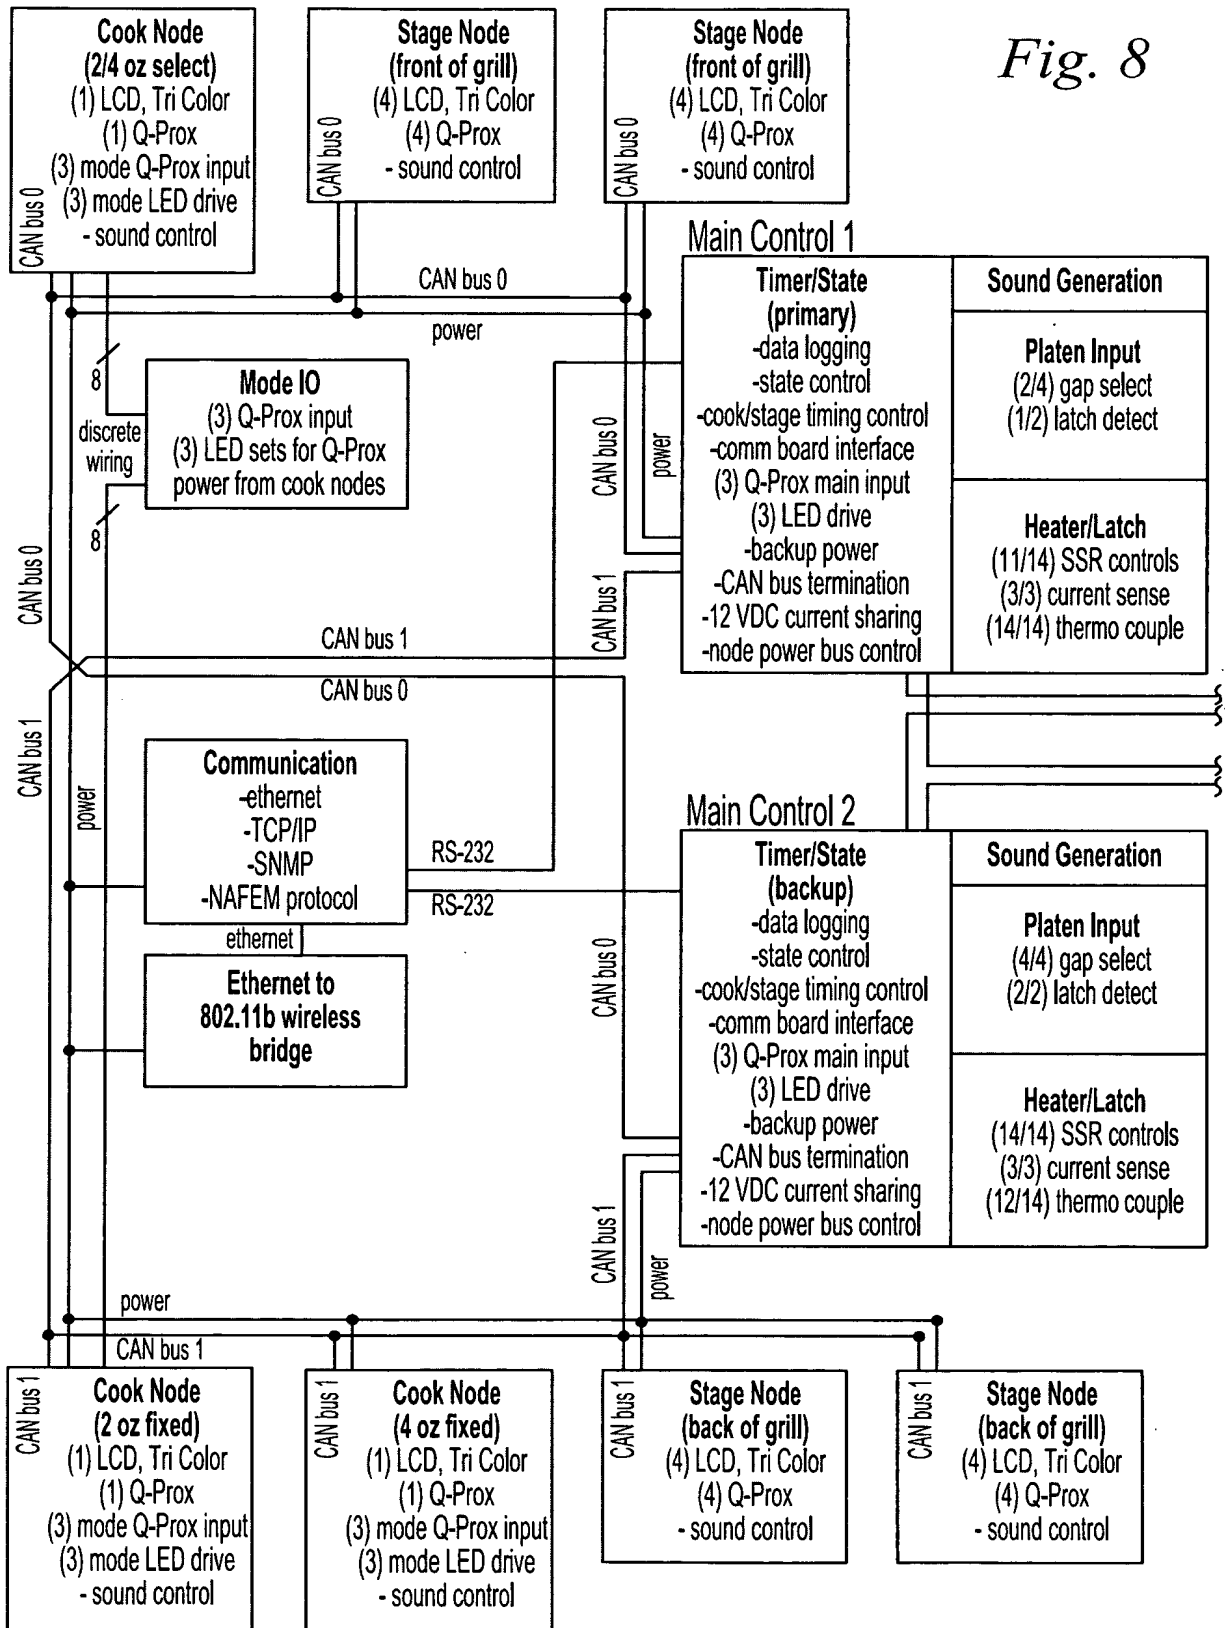 Fig. 8
Cook Node
(2/4 oz select)
(1) LCD, Tri Color
(1) Q-Prox
(3) mode Q-Prox input
(3) mode LED drive
- sound control
CAN bus 0
Stage Node
(front of grill)
(4) LCD, Tri Color
(4) Q-Prox
- sound control
CAN bus 0
Stage Node
(front of grill)
(4) LCD, Tri Color
(4) Q-Prox
- sound control
CAN bus 0
CAN bus 0
power
8
discrete
wiring
8
Mode IO
(3) Q-Prox input
(3) LED sets for Q-Prox
power from cook nodes
Main Control 1
Timer/State
(primary)
-data logging
-state control
-cook/stage timing control
-comm board interface
(3) Q-Prox main input
(3) LED drive
-backup power
-CAN bus termination
-12 VDC current sharing
-node power bus control
Sound Generation
Platen Input
(2/4) gap select
(1/2) latch detect
Heater/Latch
(11/14) SSR controls
(3/3) current sense
(14/14) thermo couple
CAN bus 0
power
CAN bus 1
CAN bus 0
CAN bus 1
CAN bus 0
CAN bus 1
power
Communication
-ethernet
-TCP/IP
-SNMP
-NAFEM protocol
RS-232
RS-232
ethernet
Ethernet to
802.11b wireless
bridge
Main Control 2
Timer/State
(backup)
-data logging
-state control
-cook/stage timing control
-comm board interface
(3) Q-Prox main input
(3) LED drive
-backup power
-CAN bus termination
-12 VDC current sharing
-node power bus control
Sound Generation
Platen Input
(4/4) gap select
(2/2) latch detect
Heater/Latch
(14/14) SSR controls
(3/3) current sense
(12/14) thermo couple
CAN bus 0
CAN bus 1
power
power
CAN bus 1
CAN bus 1
Cook Node
(2 oz fixed)
(1) LCD, Tri Color
(1) Q-Prox
(3) mode Q-Prox input
(3) mode LED drive
- sound control
CAN bus 1
Cook Node
(4 oz fixed)
(1) LCD, Tri Color
(1) Q-Prox
(3) mode Q-Prox input
(3) mode LED drive
- sound control
CAN bus 1
Stage Node
(back of grill)
(4) LCD, Tri Color
(4) Q-Prox
- sound control
CAN bus 1
Stage Node
(back of grill)
(4) LCD, Tri Color
(4) Q-Prox
- sound control